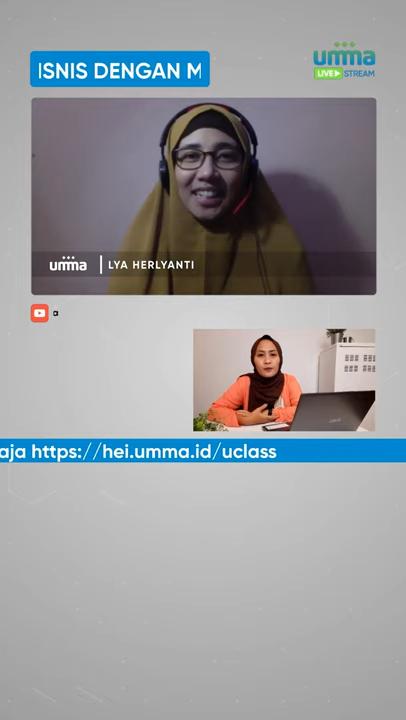 ISNIS DENGAN M
umma
LIVE STREAM
umma | LYA HERLYANTI
aja https://hei.umma.id/uclass